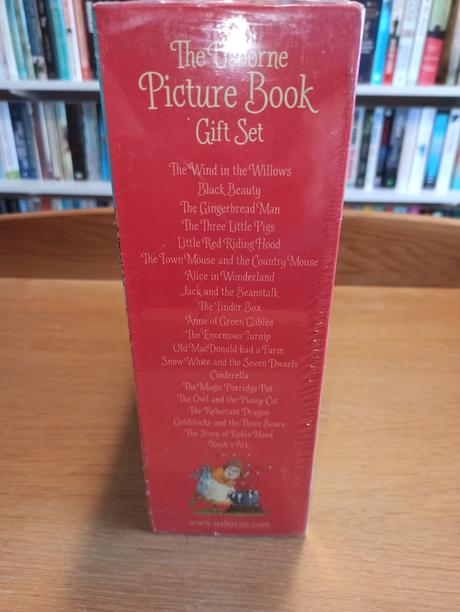 The Usborne
Picture Book
Gift Set
The Wind in the Willows
Black Beauty
The Gingerbread Man
The Three Little Pigs
Little Red Riding Hood
The Town Mouse and the Country Mouse
Alice in Wonderland
Jack and the Beanstalk
The Tinder Box
Anne of Green Gables
The Enormous Turnip
Old MacDonald had a Farm
Snow White and the Seven Dwarfs
Cinderella
The Magic Porridge Pot
The Owl and the Pussy-Cat
The Reluctant Dragon
Goldilocks and the Three Bears
The Story of Robin Hood
Noah's Ark
www.usborne.com